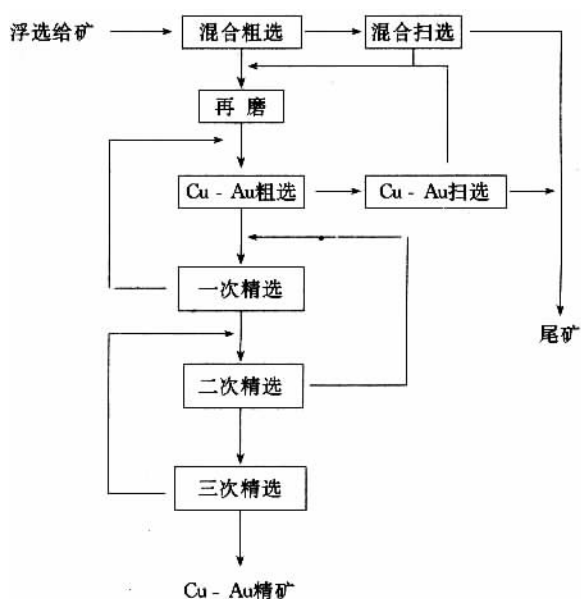 浮选给矿
混合粗选
混合扫选
再磨
Cu - Au粗选
Cu - Au扫选
一次精选
尾矿
二次精选
三次精选
Cu - Au精矿